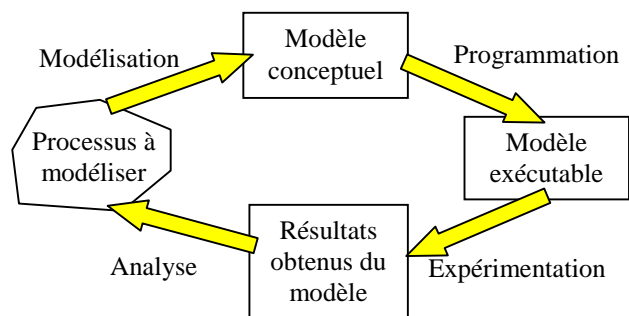 Modélisation
Modèle
conceptuel
Programmation
Processus à
modéliser
Modèle
exécutable
Analyse
Résultats
obtenus du
modèle
Expérimentation